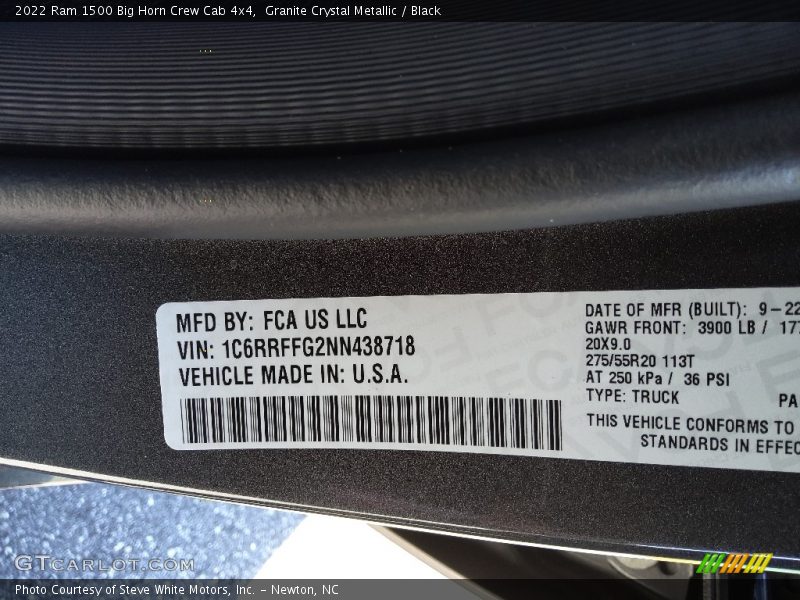 2022 Ram 1500 Big Horn Crew Cab 4x4,  Granite Crystal Metallic / Black
MFD BY: FCA US LLC
VIN: 1C6RRFFG2NN438718
VEHICLE MADE IN: U.S.A.
DATE OF MFR (BUILT): 9-22
GAWR FRONT: 3900 LB / 177
20X9.0
275/55R20 113T
AT 250 kPa / 36 PSI
TYPE: TRUCK PA
THIS VEHICLE CONFORMS TO
STANDARDS IN EFFEC
GTCARLOT.COM
Photo Courtesy of Steve White Motors, Inc. - Newton, NC